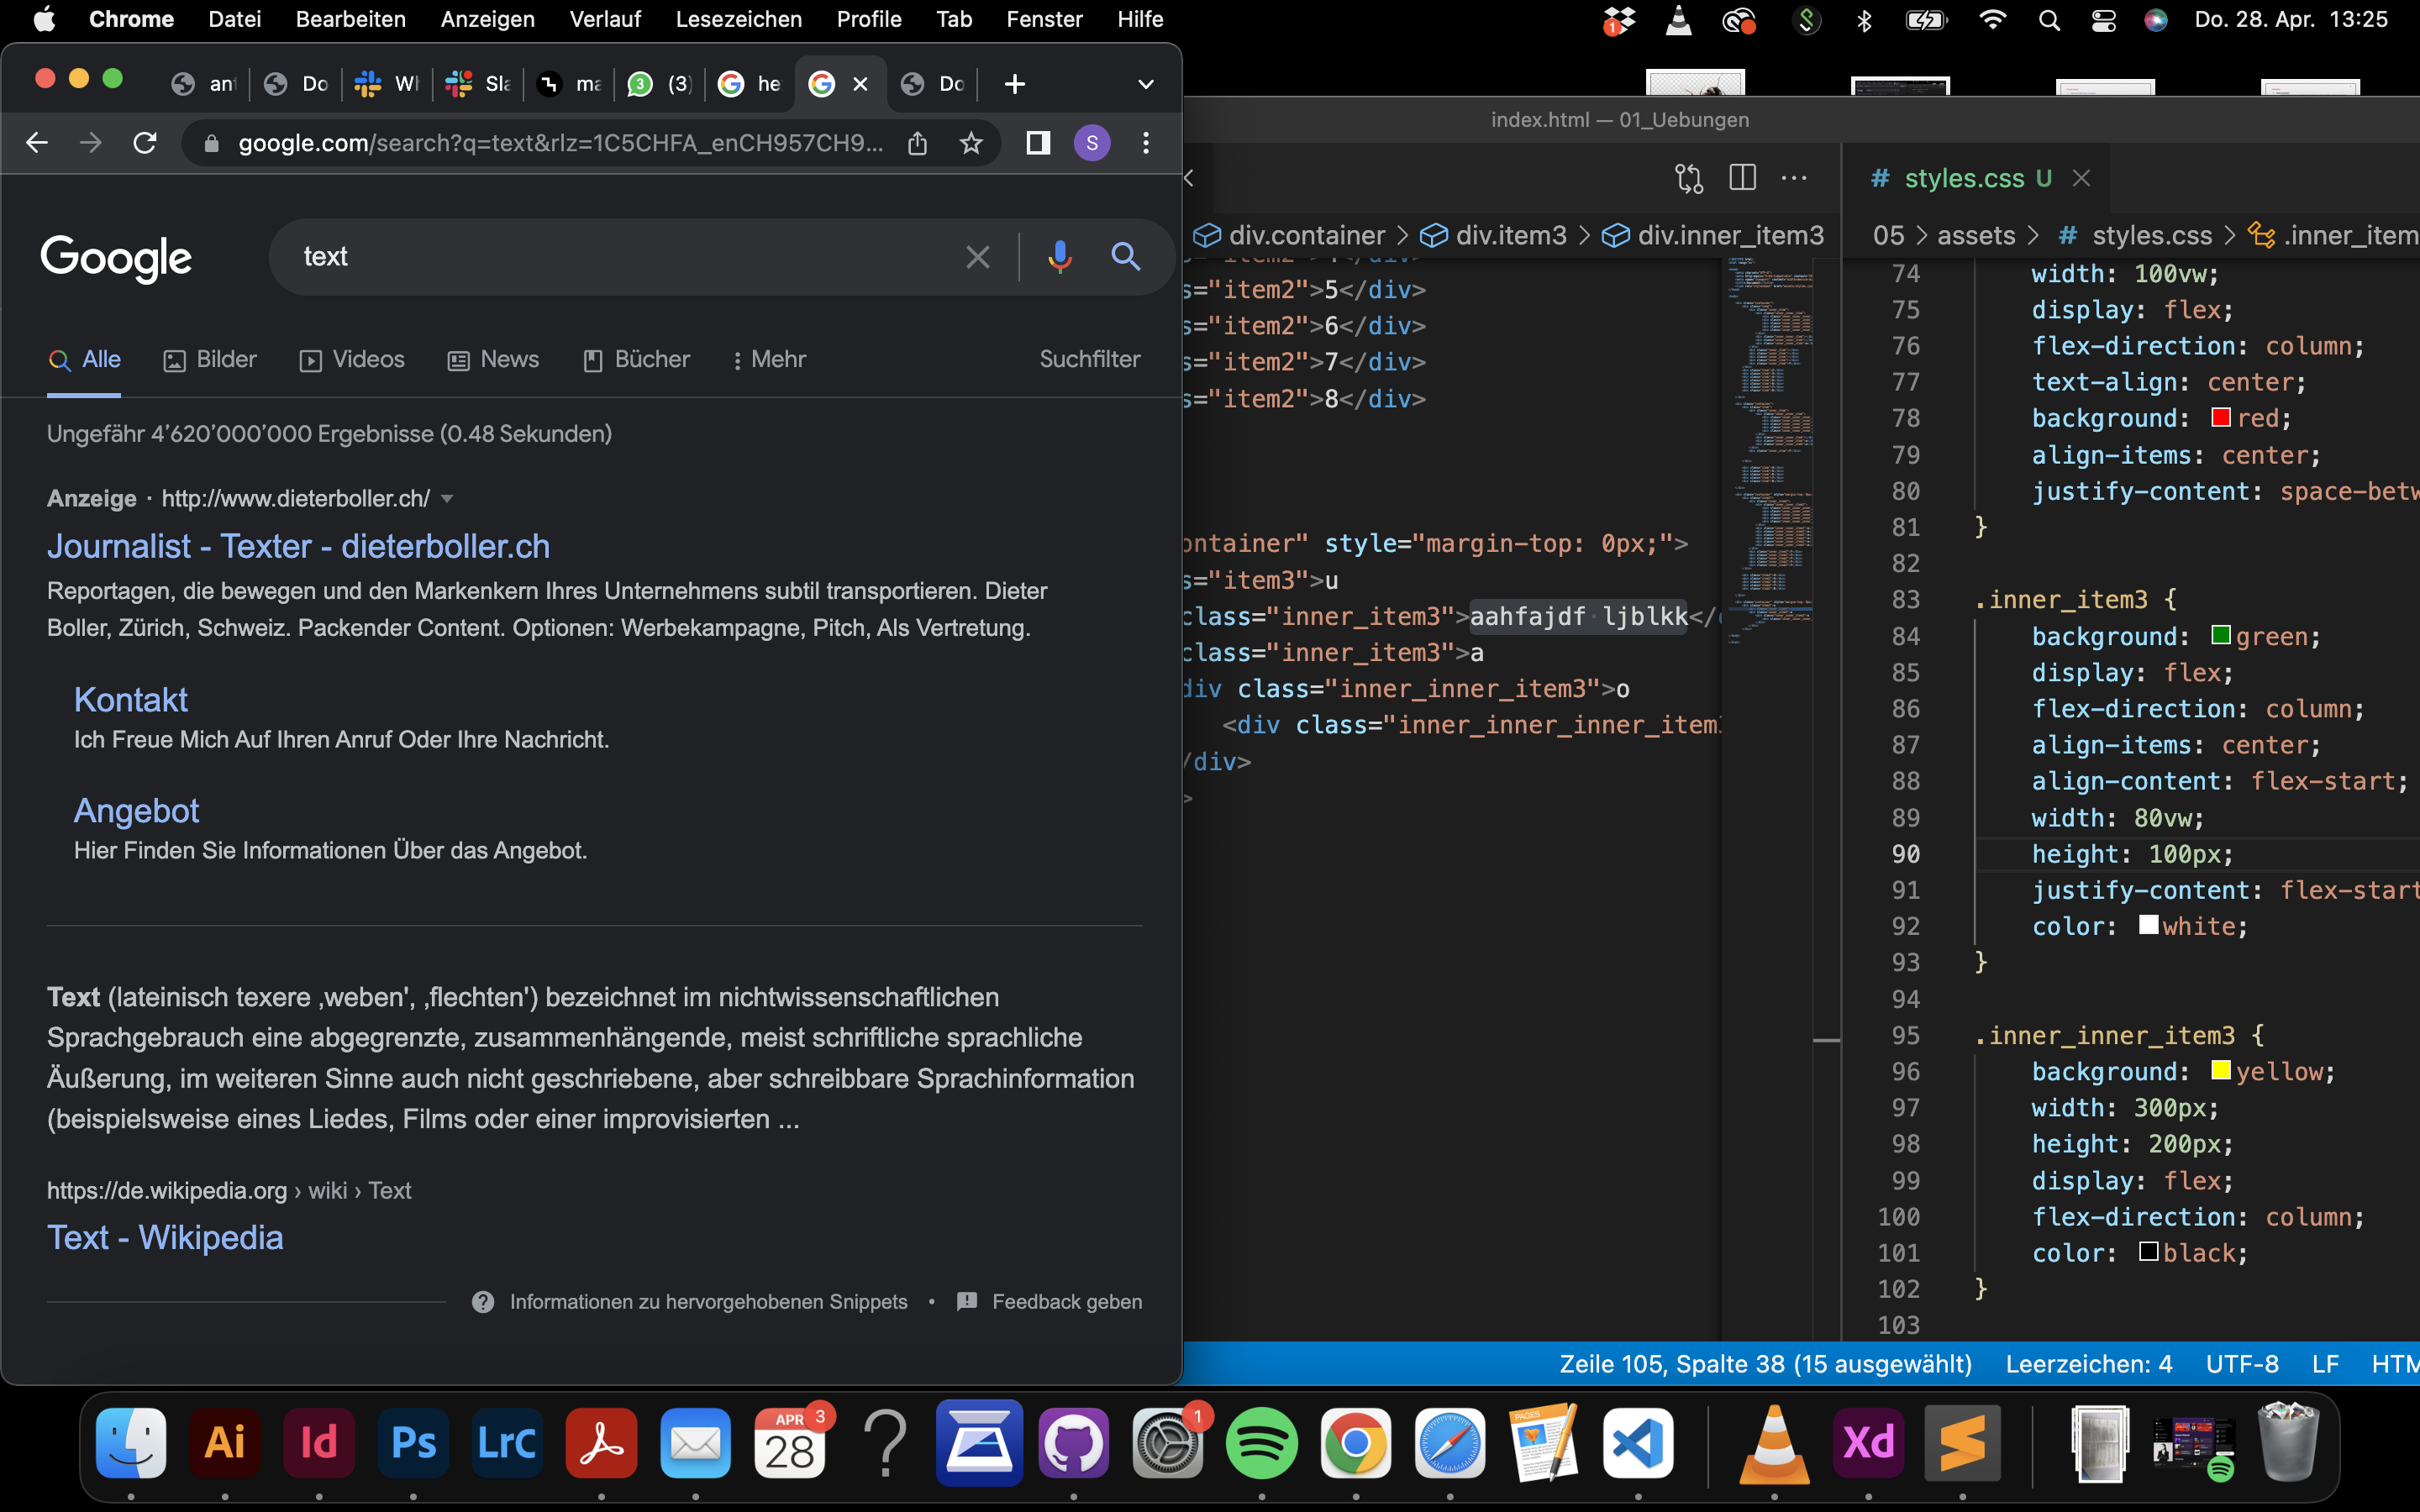 Chrome Datei Bearbeiten Anzeigen Verlauf Lesezeichen Profile Tab Fenster Hilfe
1
Do. 28. Apr. 13:25
Do
3 (3)
he
Do
google.com/search?q=text&rlz=1C5CHFA_enCH957CH9...
S
Google
text
Alle Bilder Videos News Bücher Mehr Suchfilter
Ungefähr 4’620’000’000 Ergebnisse (0.48 Sekunden)
Anzeige · http://www.dieterboller.ch/
Journalist - Texter - dieterboller.ch
Reportagen, die bewegen und den Markenkern Ihres Unternehmens subtil transportieren. Dieter
Boller, Zürich, Schweiz. Packender Content. Optionen: Werbekampagne, Pitch, Als Vertretung.
Kontakt
Ich Freue Mich Auf Ihren Anruf Oder Ihre Nachricht.
Angebot
Hier Finden Sie Informationen Über das Angebot.
Text (lateinisch texere ‚weben', ‚flechten') bezeichnet im nichtwissenschaftlichen
Sprachgebrauch eine abgegrenzte, zusammenhängende, meist schriftliche sprachliche
Äußerung, im weiteren Sinne auch nicht geschriebene, aber schreibbare Sprachinformation
(beispielsweise eines Liedes, Films oder einer improvisierten ...
https://de.wikipedia.org › wiki › Text
Text - Wikipedia
Informationen zu hervorgehobenen Snippets • Feedback geben
index.html — 01_Uebungen
div.container > div.item3 > div.inner_item3
s="item2">5</div>
s="item2">6</div>
s="item2">7</div>
s="item2">8</div>
ontainer" style="margin-top: 0px;">
s="item3">u
class="inner_item3">aahfajdf ljblkk</
class="inner_item3">a
div class="inner_inner_item3">o
<div class="inner_inner_inner_item
/div>
>
# styles.css U
05 > assets > # styles.css > .inner_item
74 width: 100vw;
75 display: flex;
76 flex-direction: column;
77 text-align: center;
78 background: red;
79 align-items: center;
80 justify-content: space-betw
81 }
82
83 .inner_item3 {
84 background: green;
85 display: flex;
86 flex-direction: column;
87 align-items: center;
88 align-content: flex-start;
89 width: 80vw;
90 height: 100px;
91 justify-content: flex-start
92 color: white;
93 }
94
95 .inner_inner_item3 {
96 background: yellow;
97 width: 300px;
98 height: 200px;
99 display: flex;
100 flex-direction: column;
101 color: black;
102 }
103
Zeile 105, Spalte 38 (15 ausgewählt) Leerzeichen: 4 UTF-8 LF HTM
Ai Id Ps LrC APR 28 3 ? 1 PAGES Xd